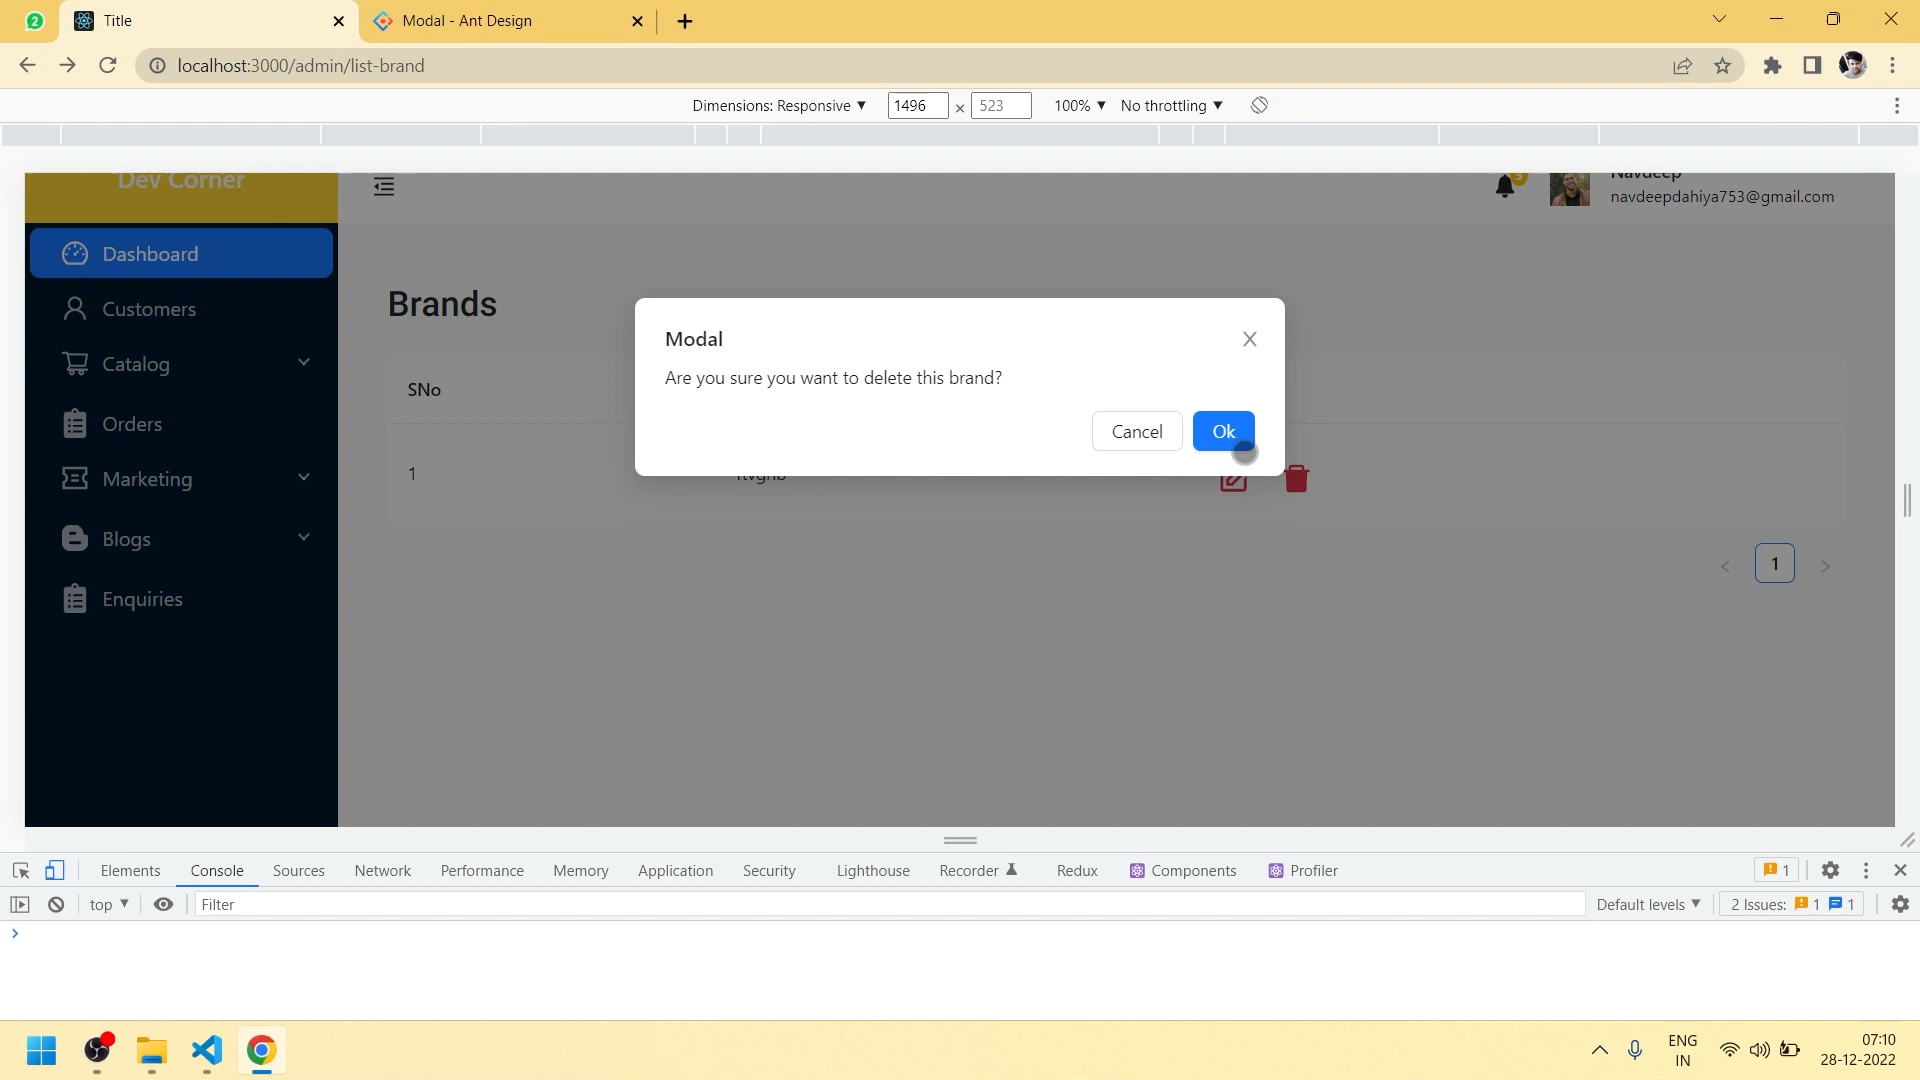 2
Title
Modal - Ant Design
localhost:3000/admin/list-brand
Dimensions: Responsive ▼ 1496 × 523 100% ▼ No throttling ▼
Dev Corner
3
Navdeep
navdeepdahiya753@gmail.com
Dashboard
Customers
Catalog
Orders
Marketing
Blogs
Enquiries
Brands
SNo
1
Modal
Are you sure you want to delete this brand?
Cancel
Ok
< 1 >
Elements Console Sources Network Performance Memory Application Security Lighthouse Recorder Redux Components Profiler 1
top ▼ Filter Default levels ▼ 2 Issues: 1 1
>
ENG
IN
07:10
28-12-2022